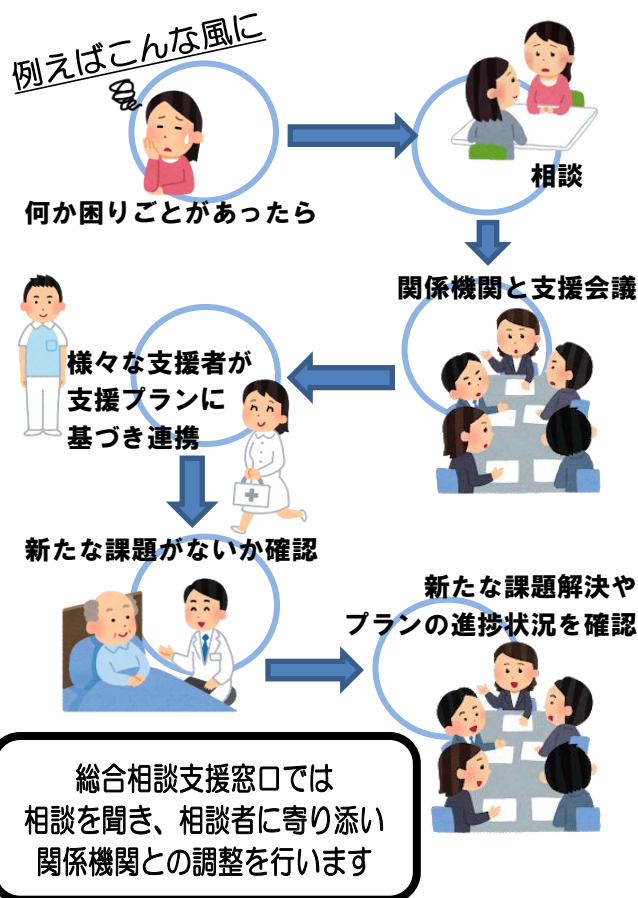 例えばこんな風に
何か困りごとがあったら
相談
関係機関と支援会議
様々な支援者が
支援プランに
基づき連携
新たな課題がないか確認
新たな課題解決や
プランの進捗状況を確認
総合相談支援窓口では
相談を聞き、相談者に寄り添い
関係機関との調整を行います